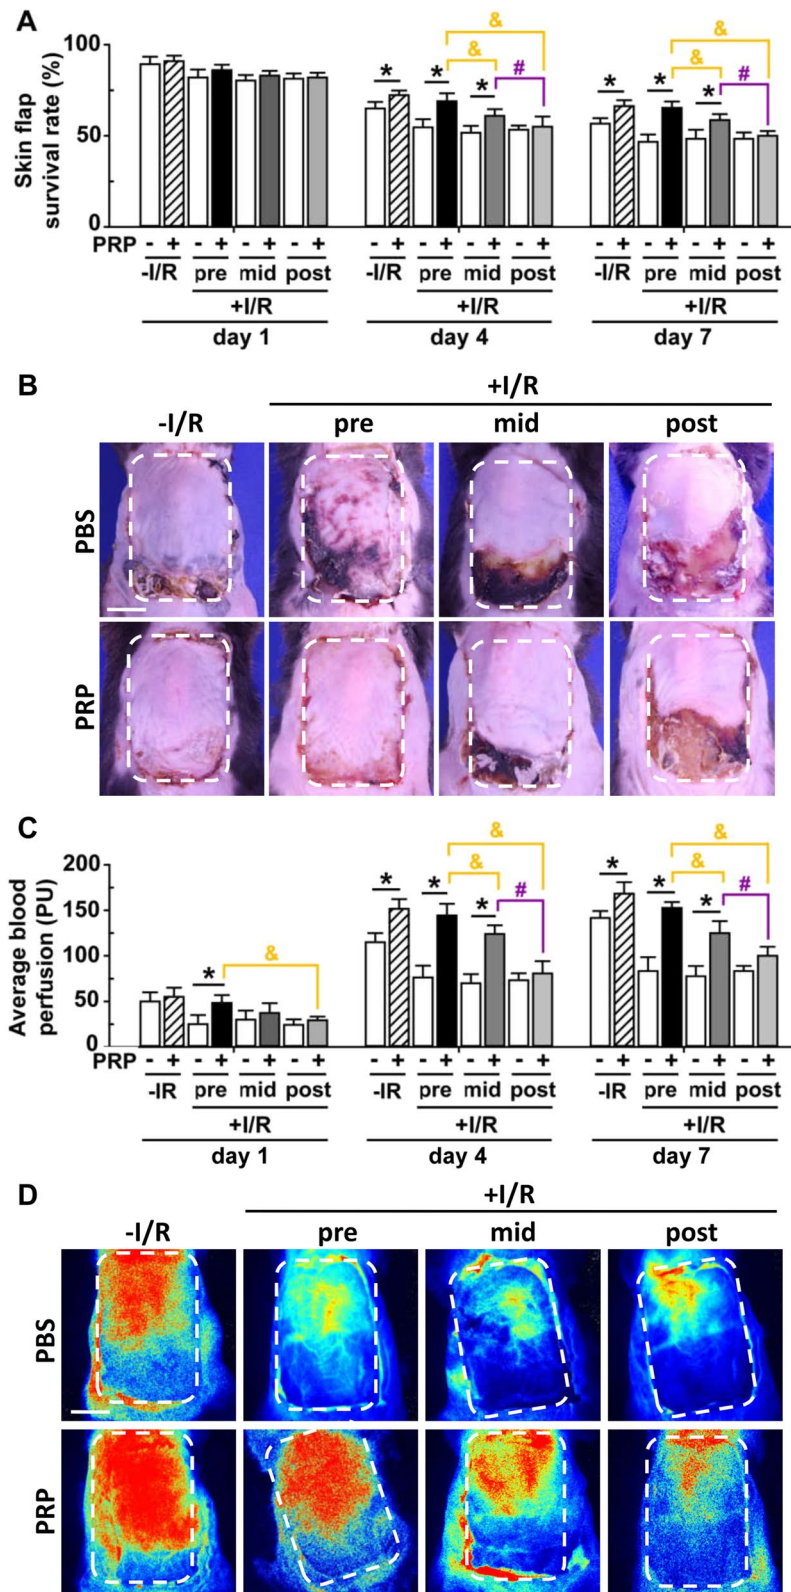 A
& & 
& # & #
* * * * * *
100
50
0
Skin flap
survival rate (%)
PRP - + - + - + - + - + - + - + - + - + - + - + - +
-I/R pre mid post -I/R pre mid post -I/R pre mid post
+I/R +I/R +I/R
day 1 day 4 day 7
B
+I/R
-I/R pre mid post
PBS
PRP
C
& &
& & 
* * * # * * * #
* &
200
150
100
50
0
Average blood
perfusion (PU)
PRP - + - + - + - + - + - + - + - + - + - + - + - +
-IR pre mid post -IR pre mid post -IR pre mid post
+I/R +I/R +I/R
day 1 day 4 day 7
D
+I/R
-I/R pre mid post
PBS
PRP